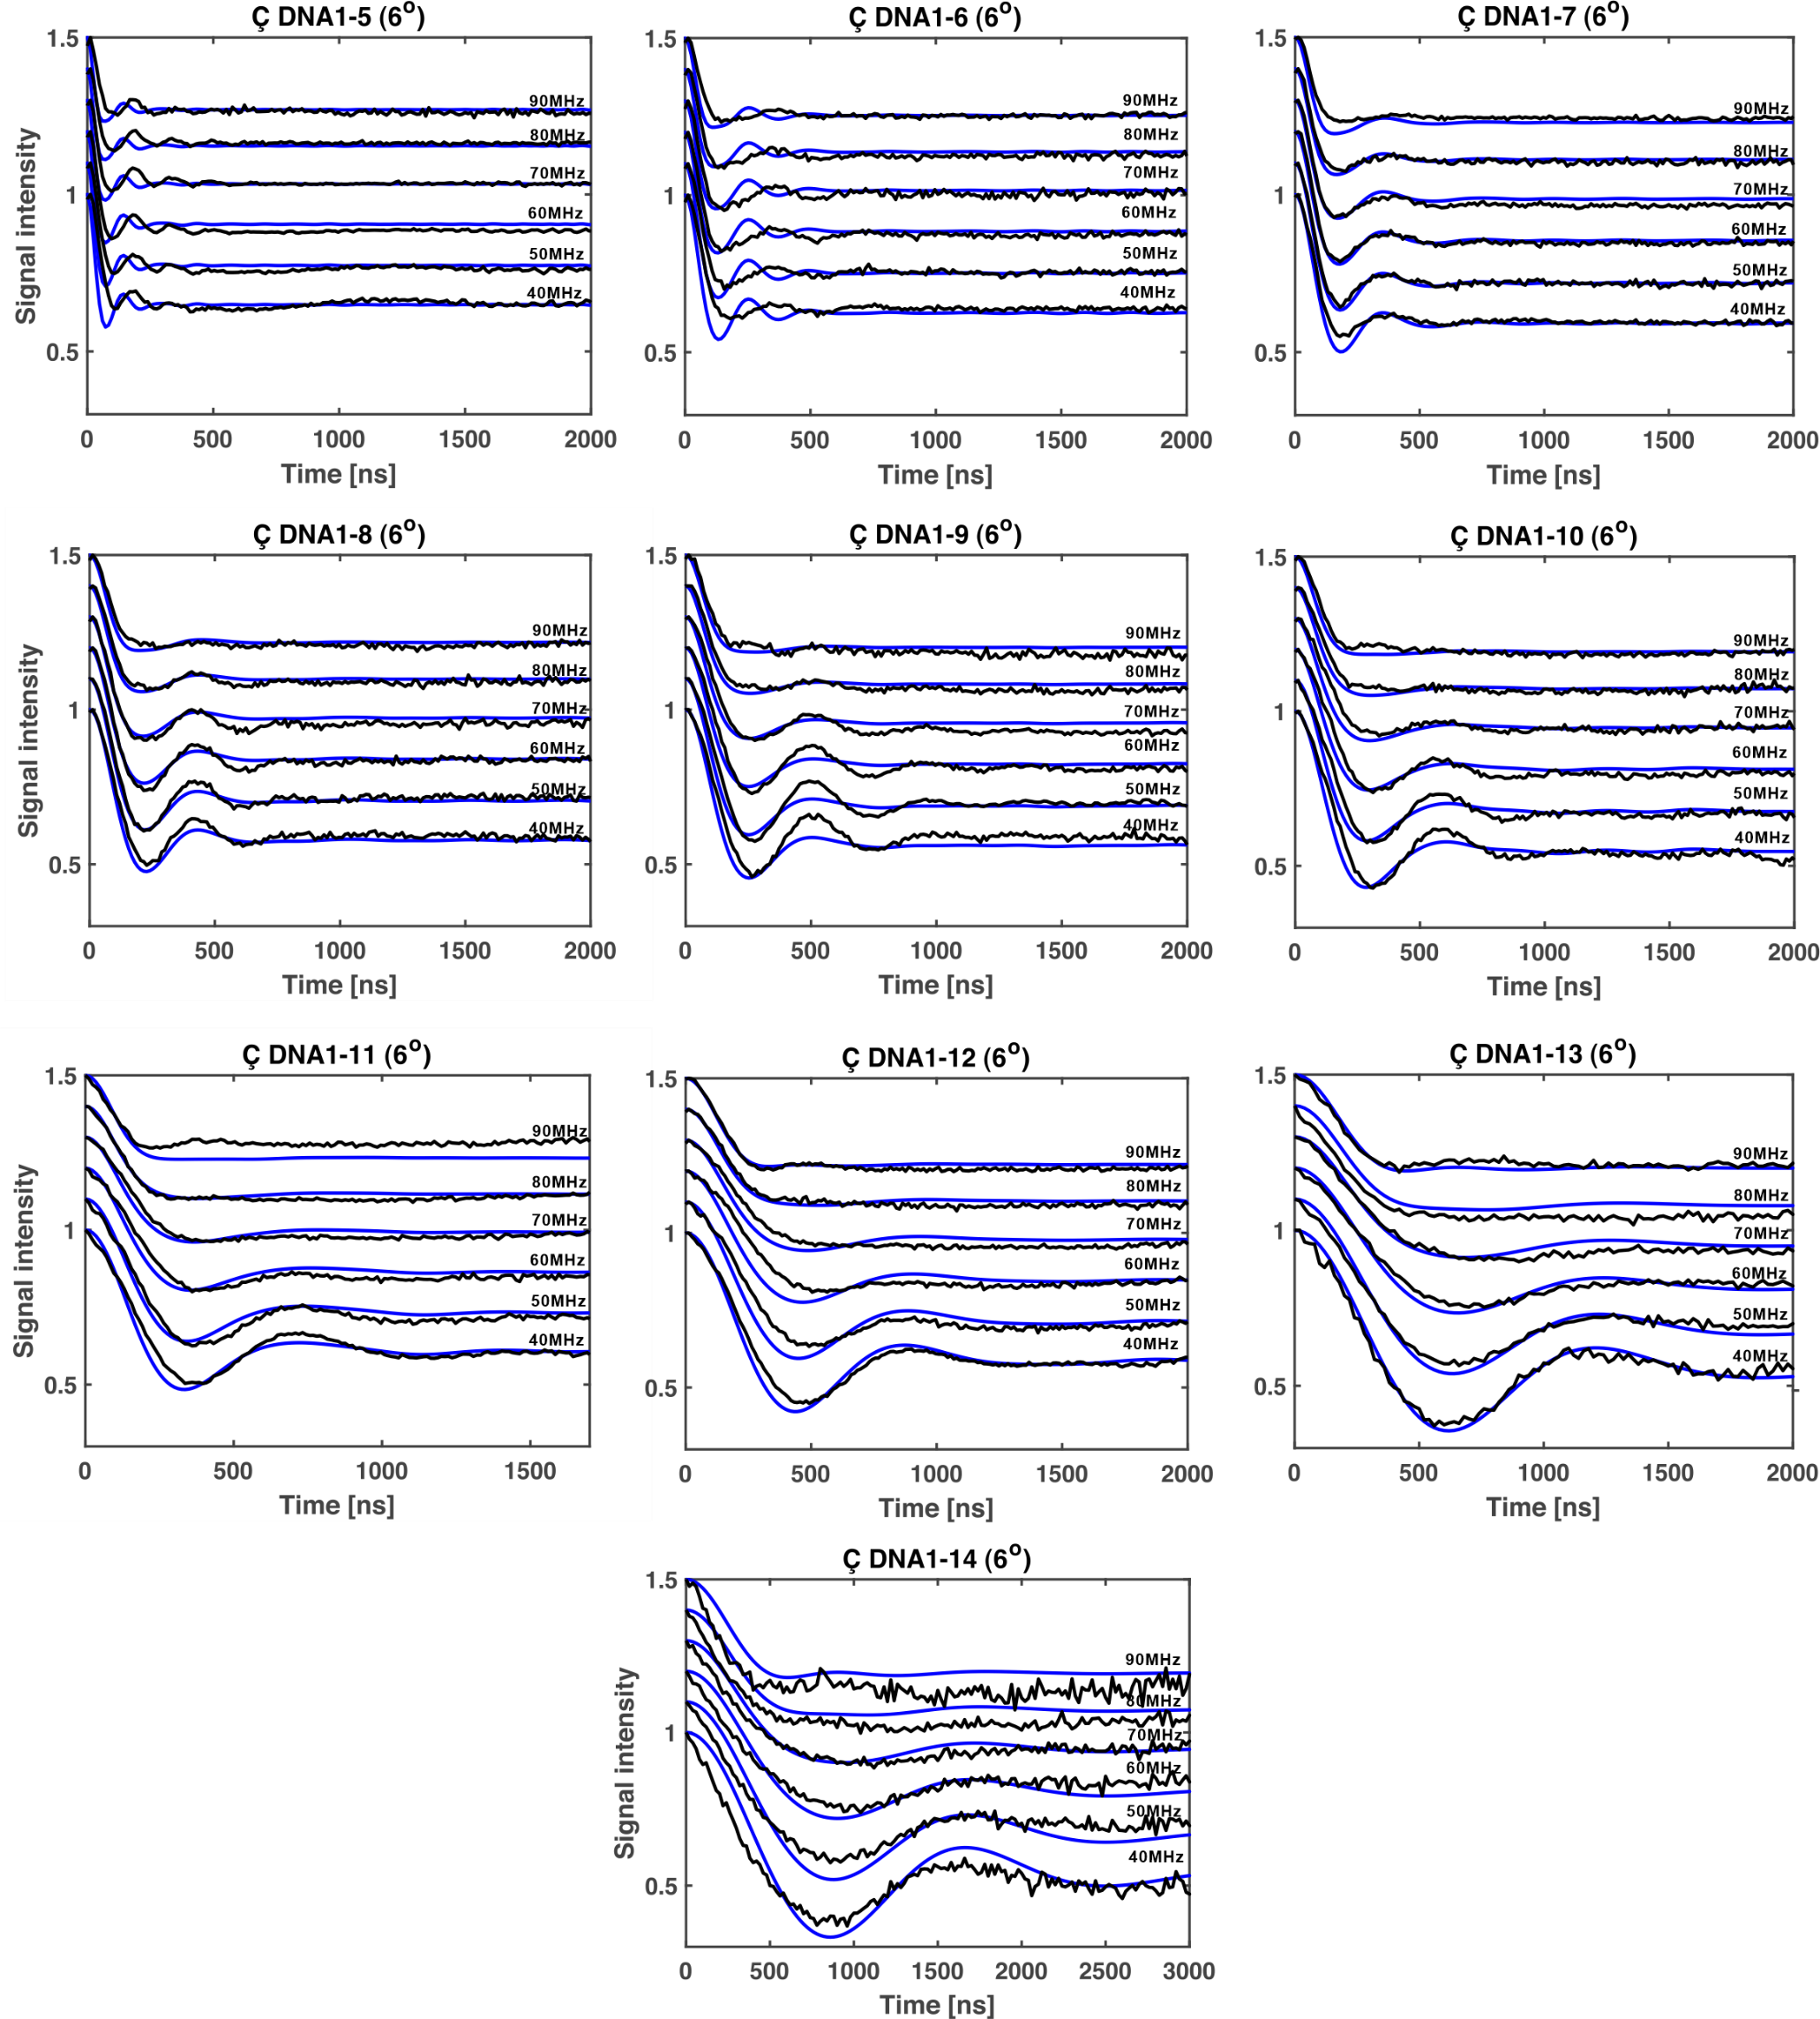 Ç DNA1-5 (6°)
Signal intensity
1.5
1
0.5
90MHz
80MHz
70MHz
60MHz
50MHz
40MHz
0 500 1000 1500 2000
Time [ns]
Ç DNA1-6 (6°)
1.5
1
0.5
90MHz
80MHz
70MHz
60MHz
50MHz
40MHz
0 500 1000 1500 2000
Time [ns]
Ç DNA1-7 (6°)
1.5
1
0.5
90MHz
80MHz
70MHz
60MHz
50MHz
40MHz
0 500 1000 1500 2000
Time [ns]
Ç DNA1-8 (6°)
Signal intensity
1.5
1
0.5
90MHz
80MHz
70MHz
60MHz
50MHz
40MHz
0 500 1000 1500 2000
Time [ns]
Ç DNA1-9 (6°)
1.5
1
0.5
90MHz
80MHz
70MHz
60MHz
50MHz
40MHz
0 500 1000 1500 2000
Time [ns]
Ç DNA1-10 (6°)
1.5
1
0.5
90MHz
80MHz
70MHz
60MHz
50MHz
40MHz
0 500 1000 1500 2000
Time [ns]
Ç DNA1-11 (6°)
Signal intensity
1.5
1
0.5
90MHz
80MHz
70MHz
60MHz
50MHz
40MHz
0 500 1000 1500
Time [ns]
Ç DNA1-12 (6°)
1.5
1
0.5
90MHz
80MHz
70MHz
60MHz
50MHz
40MHz
0 500 1000 1500 2000
Time [ns]
Ç DNA1-13 (6°)
1.5
1
0.5
90MHz
80MHz
70MHz
60MHz
50MHz
40MHz
0 500 1000 1500 2000
Time [ns]
Ç DNA1-14 (6°)
Signal intensity
1.5
1
0.5
90MHz
80MHz
70MHz
60MHz
50MHz
40MHz
0 500 1000 1500 2000 2500 3000
Time [ns]